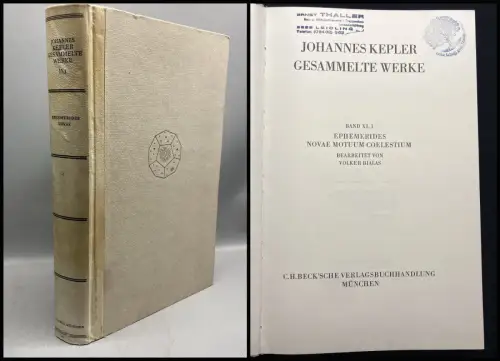 JOHANNES
KEPLER
GESAMMELTE
WERKE
XI,1
EPHEMERIDES
NOVAE
ERNST THALLER
JOHANNES KEPLER
GESAMMELTE WERKE
BAND XI, 1
EPHEMERIDES
NOVAE MOTUUM COELESTIUM
BEARBEITET VON
VOLKER BIALAS
C.H.BECK'SCHE VERLAGSBUCHHANDLUNG
MÜNCHEN